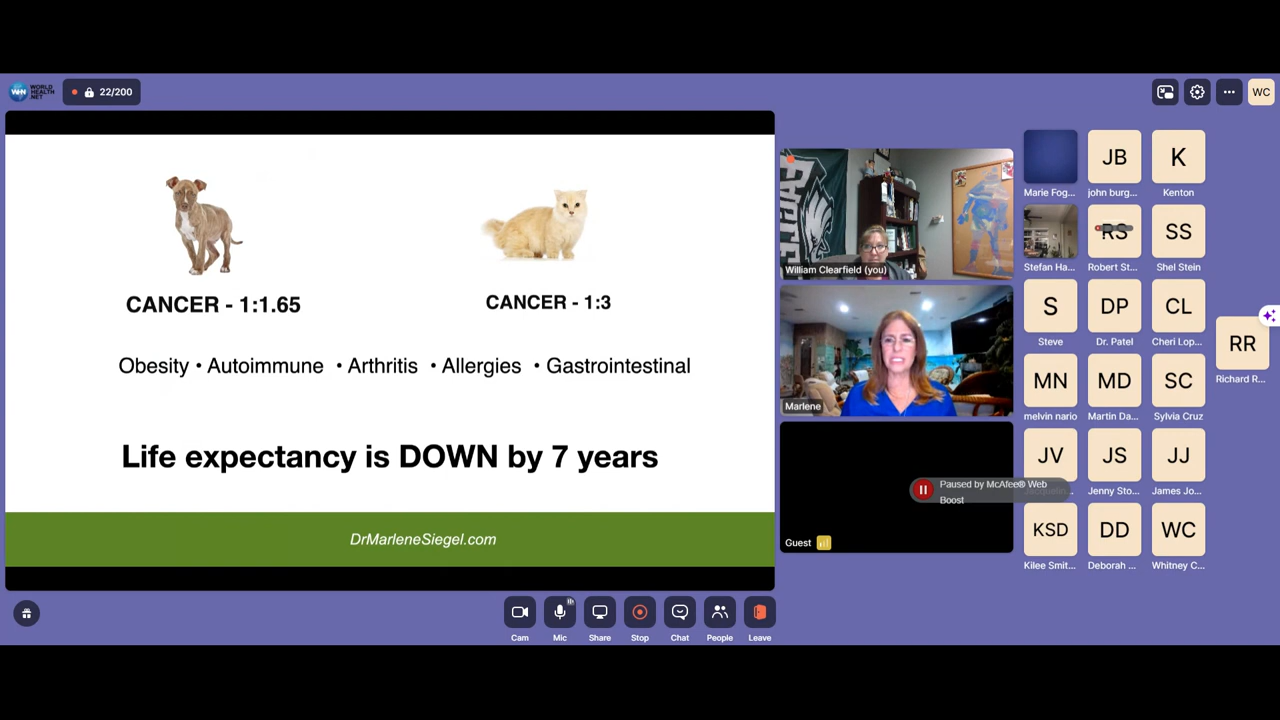 WORLD
HEALTH
NET
22/200
WC
CANCER - 1:1.65
CANCER - 1:3
Obesity • Autoimmune • Arthritis • Allergies • Gastrointestinal
Life expectancy is DOWN by 7 years
DrMarleneSiegel.com
EAGLES
William Clearfield (you)
Marlene
Paused by McAfee® Web
Boost
Guest
Marie Fog...
JB
john burg...
K
Kenton
Stefan Ha...
RS
Robert St...
SS
Shel Stein
S
Steve
DP
Dr. Patel
CL
Cheri Lop...
RR
Richard R...
MN
melvin nario
MD
Martin Da...
SC
Sylvia Cruz
JV
JS
Jenny Sto...
JJ
James Jo...
KSD
Kilee Smit...
DD
Deborah ...
WC
Whitney C...
Cam
Mic
Share
Stop
Chat
People
Leave